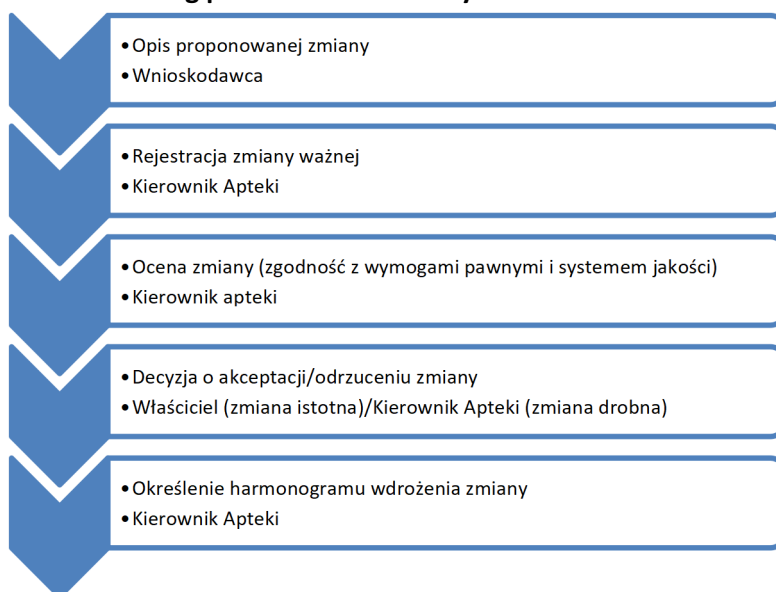 • Opis proponowanej zmiany
• Wnioskodawca
• Rejestracja zmiany ważnej
• Kierownik Apteki
• Ocena zmiany (zgodność z wymogami pawnymi i systemem jakości)
• Kierownik apteki
• Decyzja o akceptacji/odrzuceniu zmiany
• Właściciel (zmiana istotna)/Kierownik Apteki (zmiana drobna)
• Określenie harmonogramu wdrożenia zmiany
• Kierownik Apteki